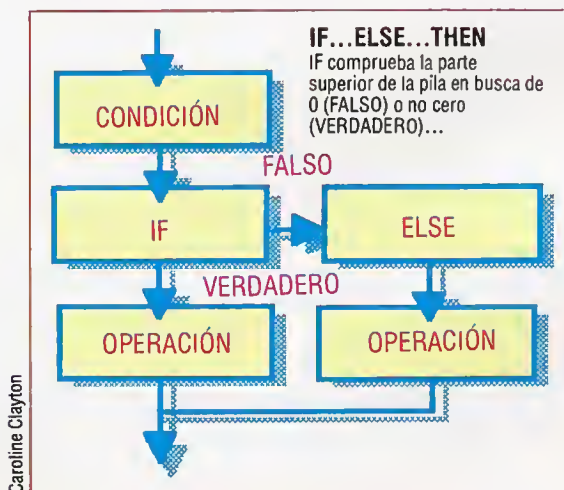 IF...ELSE...THEN
IF comprueba la parte
superior de la pila en busca de
0 (FALSO) o no cero
(VERDADERO)...
CONDICIÓN
FALSO
IF
ELSE
VERDADERO
OPERACIÓN
OPERACIÓN
Caroline Clayton